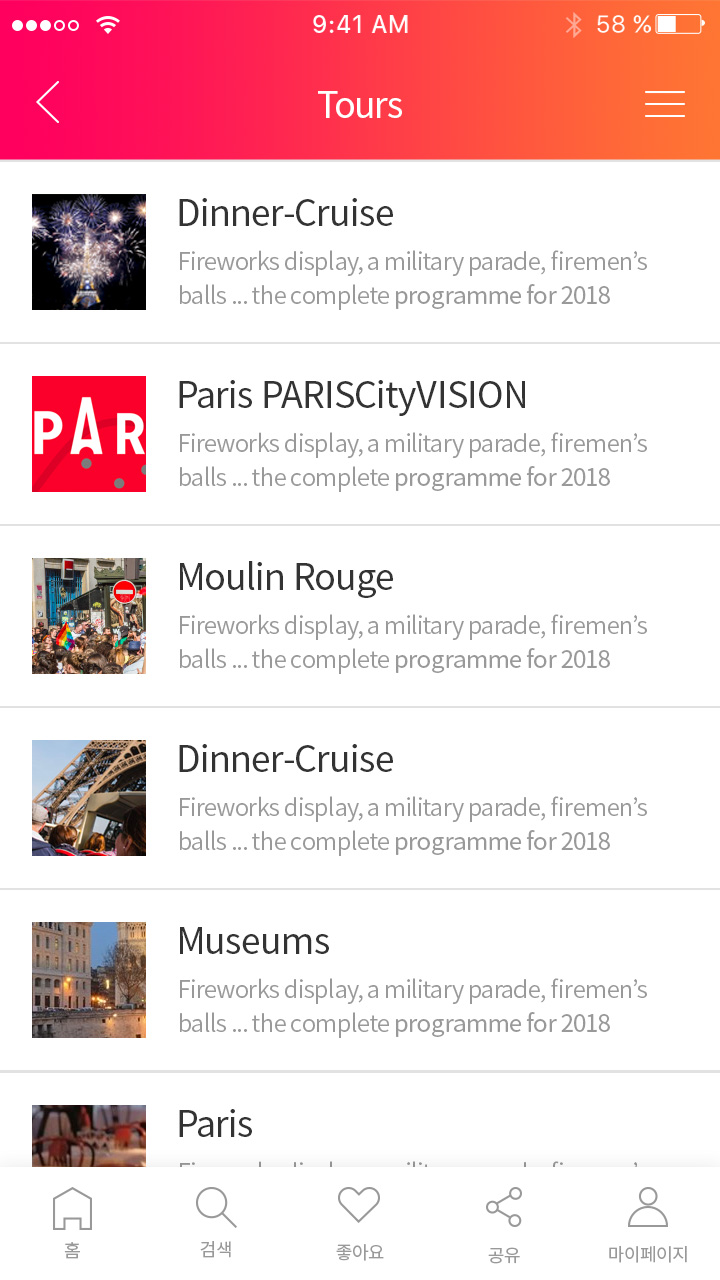 9:41 AM
58 %
Tours
Dinner-Cruise
Fireworks display, a military parade, firemen’s
balls ... the complete programme for 2018
PAR
Paris PARISCityVISION
Fireworks display, a military parade, firemen’s
balls ... the complete programme for 2018
Moulin Rouge
Fireworks display, a military parade, firemen’s
balls ... the complete programme for 2018
Dinner-Cruise
Fireworks display, a military parade, firemen’s
balls ... the complete programme for 2018
Museums
Fireworks display, a military parade, firemen’s
balls ... the complete programme for 2018
Paris
홈
검색
좋아요
공유
마이페이지